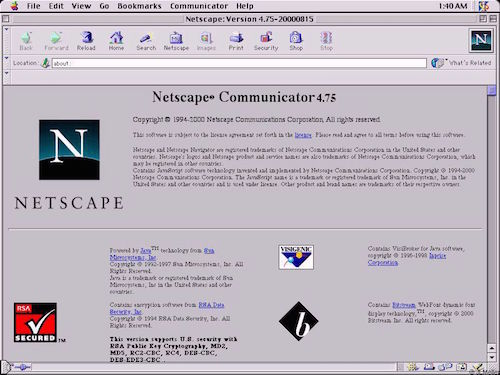 File Edit View Go Bookmarks Communicator Help 1:40 AM
Netscape: Version 4.75-20000815
Back Forward Reload Home Search Netscape Images Print Security Shop Stop
N
Location: about: What's Related
Netscape® Communicator 4.75
N
NETSCAPE
Copyright © 1994-2000 Netscape Communications Corporation, All rights reserved.
This software is subject to the license agreement set forth in the license. Please read and agree to all terms before using this software.
Netscape and Netscape Navigator are registered trademarks of Netscape Communications Corporation in the United States and other
countries. Netscape's logos and Netscape product and service names are also trademarks of Netscape Communications Corporation, which
may be registered in other countries.
Contains JavaScript software technology invented and implemented by Netscape Communications Corporation. Copyright © 1994-2000
Netscape Communications Corporation. The JavaScript name is a trademark or registered trademark of Sun Microsystems, Inc. in the
United States and other countries and is used under license. Other product and brand names are trademarks of their respective owners.
Powered by Java™ technology from Sun
Microsystems, Inc.
Copyright © 1992-1997 Sun Microsystems, Inc. All
Rights Reserved.
Java is a trademark or registered trademark of Sun
Microsystems, Inc. in the United States and other
countries.
VISIGENIC
Contains VisiBroker for Java software,
copyright © 1996-1998 Inprise
Corporation.
RSA
SECURED™
Contains encryption software from RSA Data
Security, Inc.
Copyright © 1994 RSA Data Security, Inc. All
Rights Reserved.
This version supports U.S. security with
RSA Public Key Cryptography, MD2,
MD5, RC2-CBC, RC4, DES-CBC,
DES-EDE3-CBC.
b
Contains Bitstream WebFont dynamic font
display technology,™, copyright © 2000
Bitstream Inc. All rights reserved.